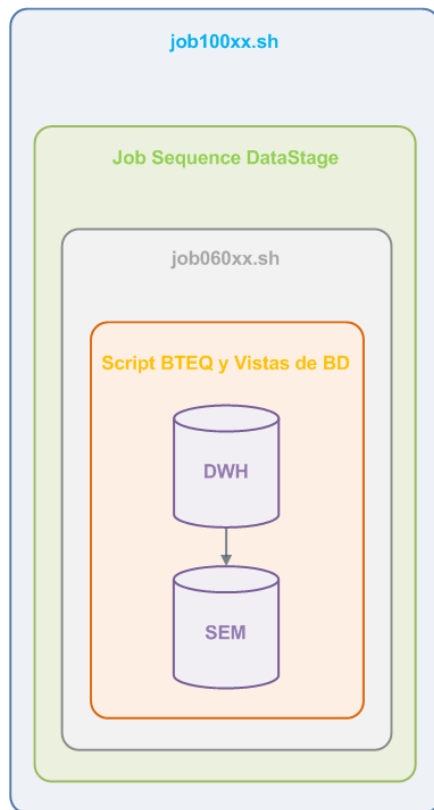 job100xx.sh
Job Sequence DataStage
job060xx.sh
Script BTEQ y Vistas de BD
DWH
SEM